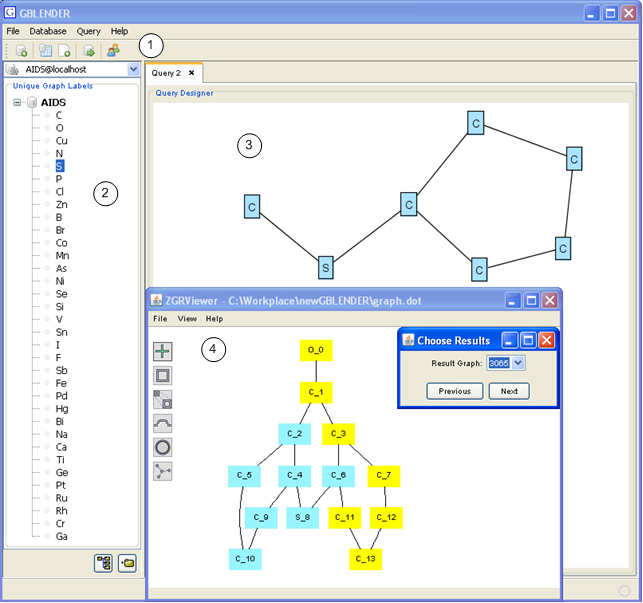 GBLENDER
File Database Query Help
1
AIDS@localhost
Query 2
Unique Graph Labels
AIDS
C
O
Cu
N
S
P
Cl
Zn
B
Br
Co
Mn
As
Ni
Se
Si
V
Sn
I
F
Sb
Fe
Pd
Hg
Bi
Na
Ca
Ti
Ge
Pt
Ru
Rh
Cr
Ga
2
Query Designer
3
C
C
C
C
C
S
C
ZGRViewer - C:\Workplace\newGBLENDER\graph.dot
File View Help
4
O_0
C_1
C_2 C_3
C_5 C_4 C_6 C_7
C_9 S_8 C_11 C_12
C_10 C_13
Choose Results
Result Graph: 3065
Previous Next